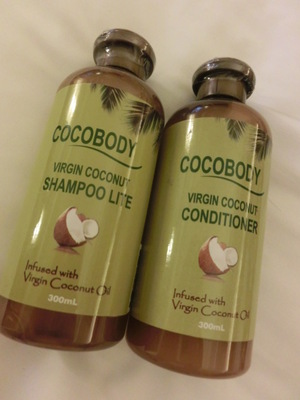 COCOBODY
VIRGIN COCONUT
SHAMPOO LITE
Infused with
Virgin Coconut Oil
300mL
COCOBODY
VIRGIN COCONUT
CONDITIONER
Infused with
Virgin Coconut Oil
300mL